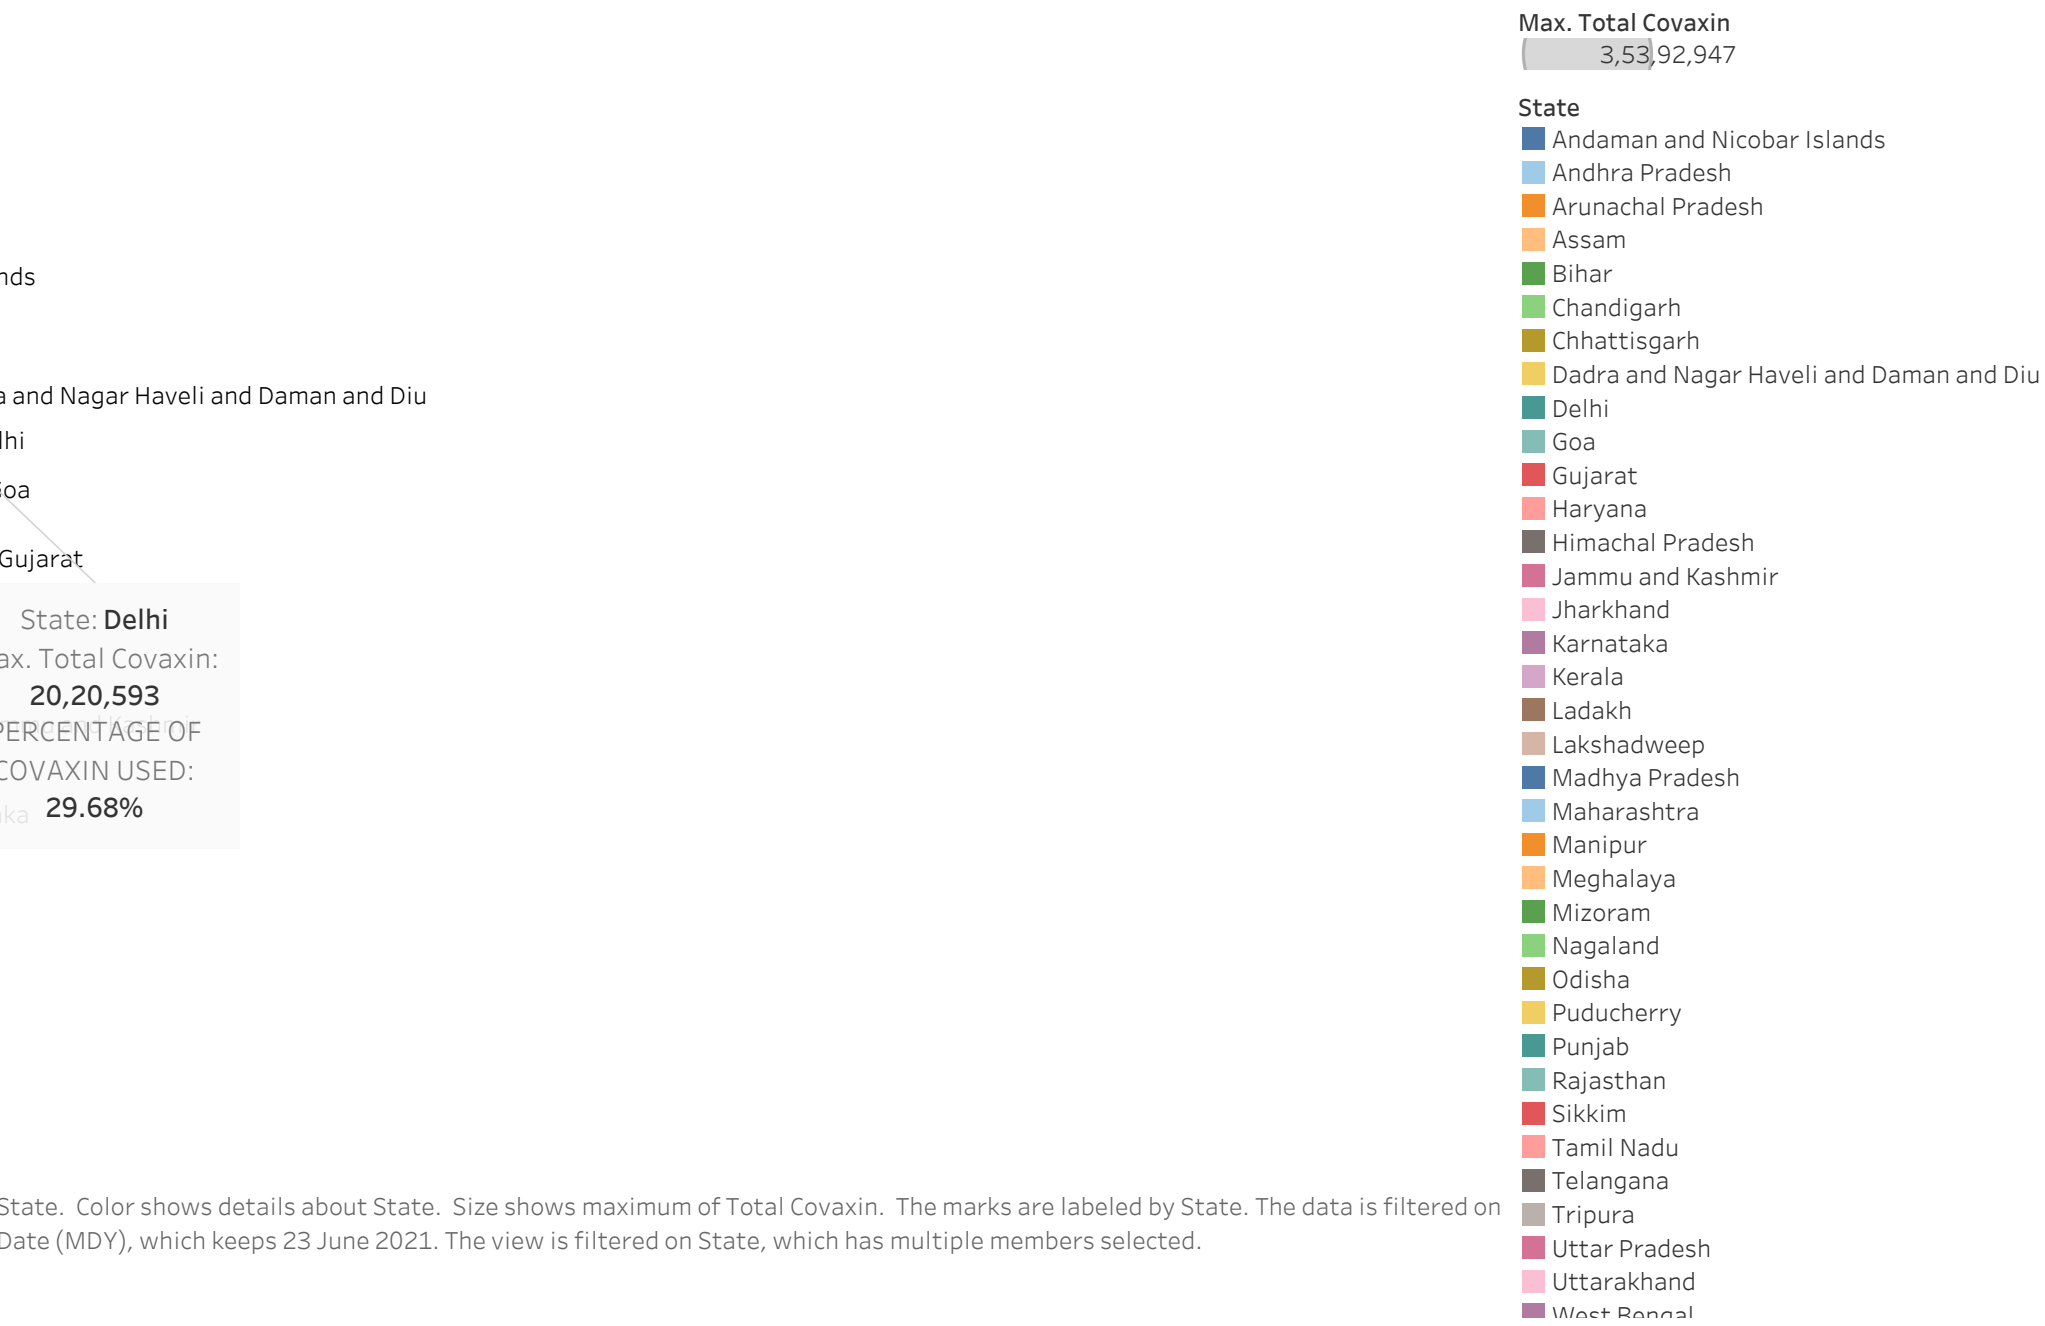 nds
a and Nagar Haveli and Daman and Diu
lhi
Goa
Gujarat
State: Delhi
ax. Total Covaxin:
20,20,593
PERCENTAGE OF
COVAXIN USED:
29.68%
aka
State.  Color shows details about State.  Size shows maximum of Total Covaxin.  The marks are labeled by State. The data is filtered on
Date (MDY), which keeps 23 June 2021. The view is filtered on State, which has multiple members selected.
Max. Total Covaxin
3,53,92,947
State
Andaman and Nicobar Islands
Andhra Pradesh
Arunachal Pradesh
Assam
Bihar
Chandigarh
Chhattisgarh
Dadra and Nagar Haveli and Daman and Diu
Delhi
Goa
Gujarat
Haryana
Himachal Pradesh
Jammu and Kashmir
Jharkhand
Karnataka
Kerala
Ladakh
Lakshadweep
Madhya Pradesh
Maharashtra
Manipur
Meghalaya
Mizoram
Nagaland
Odisha
Puducherry
Punjab
Rajasthan
Sikkim
Tamil Nadu
Telangana
Tripura
Uttar Pradesh
Uttarakhand
West Bengal